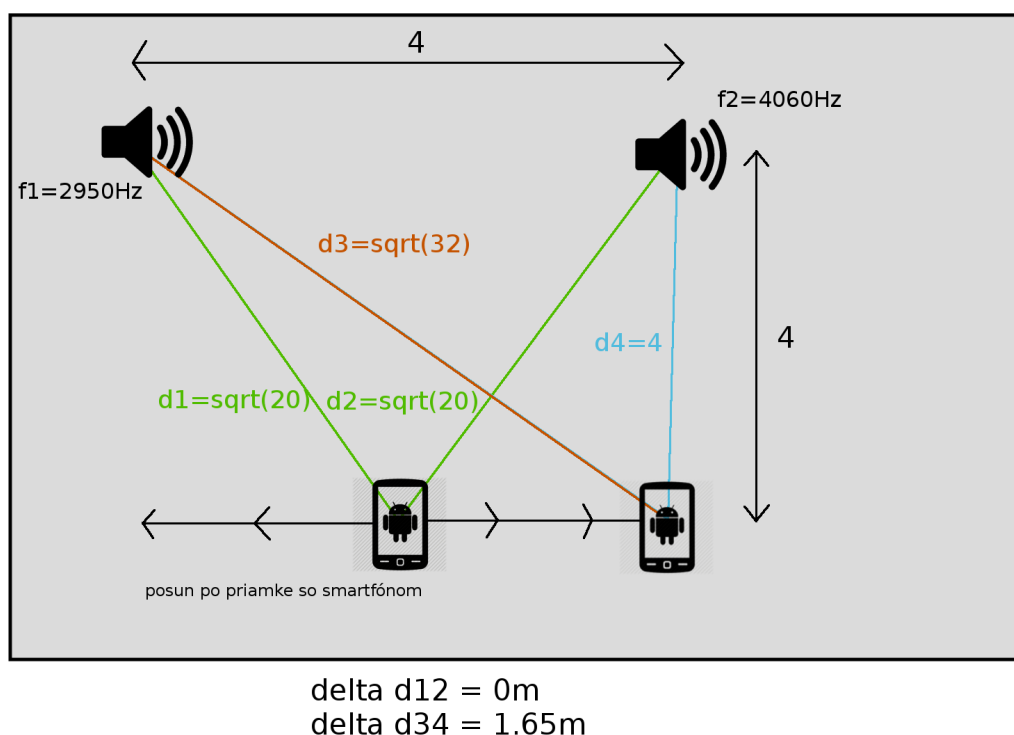 4
f2=4060Hz
f1=2950Hz
d3=sqrt(32)
d4=4
4
d1=sqrt(20)
d2=sqrt(20)
posun po priamke so smartfónom
delta d12 = 0m
delta d34 = 1.65m